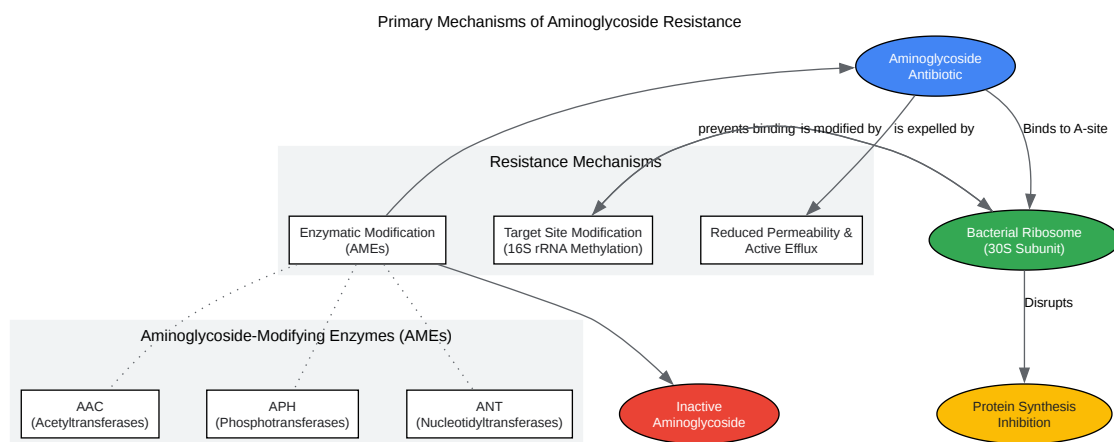 Primary Mechanisms of Aminoglycoside Resistance
Aminoglycoside
Antibiotic
prevents binding
is modified by
is expelled by
Binds to A-site
Resistance Mechanisms
Enzymatic Modification
(AMEs)
Target Site Modification
(16S rRNA Methylation)
Reduced Permeability &
Active Efflux
Bacterial Ribosome
(30S Subunit)
Disrupts
Aminoglycoside-Modifying Enzymes (AMEs)
AAC
(Acetyltransferases)
APH
(Phosphotransferases)
ANT
(Nucleotidyltransferases)
Inactive
Aminoglycoside
Protein Synthesis
Inhibition